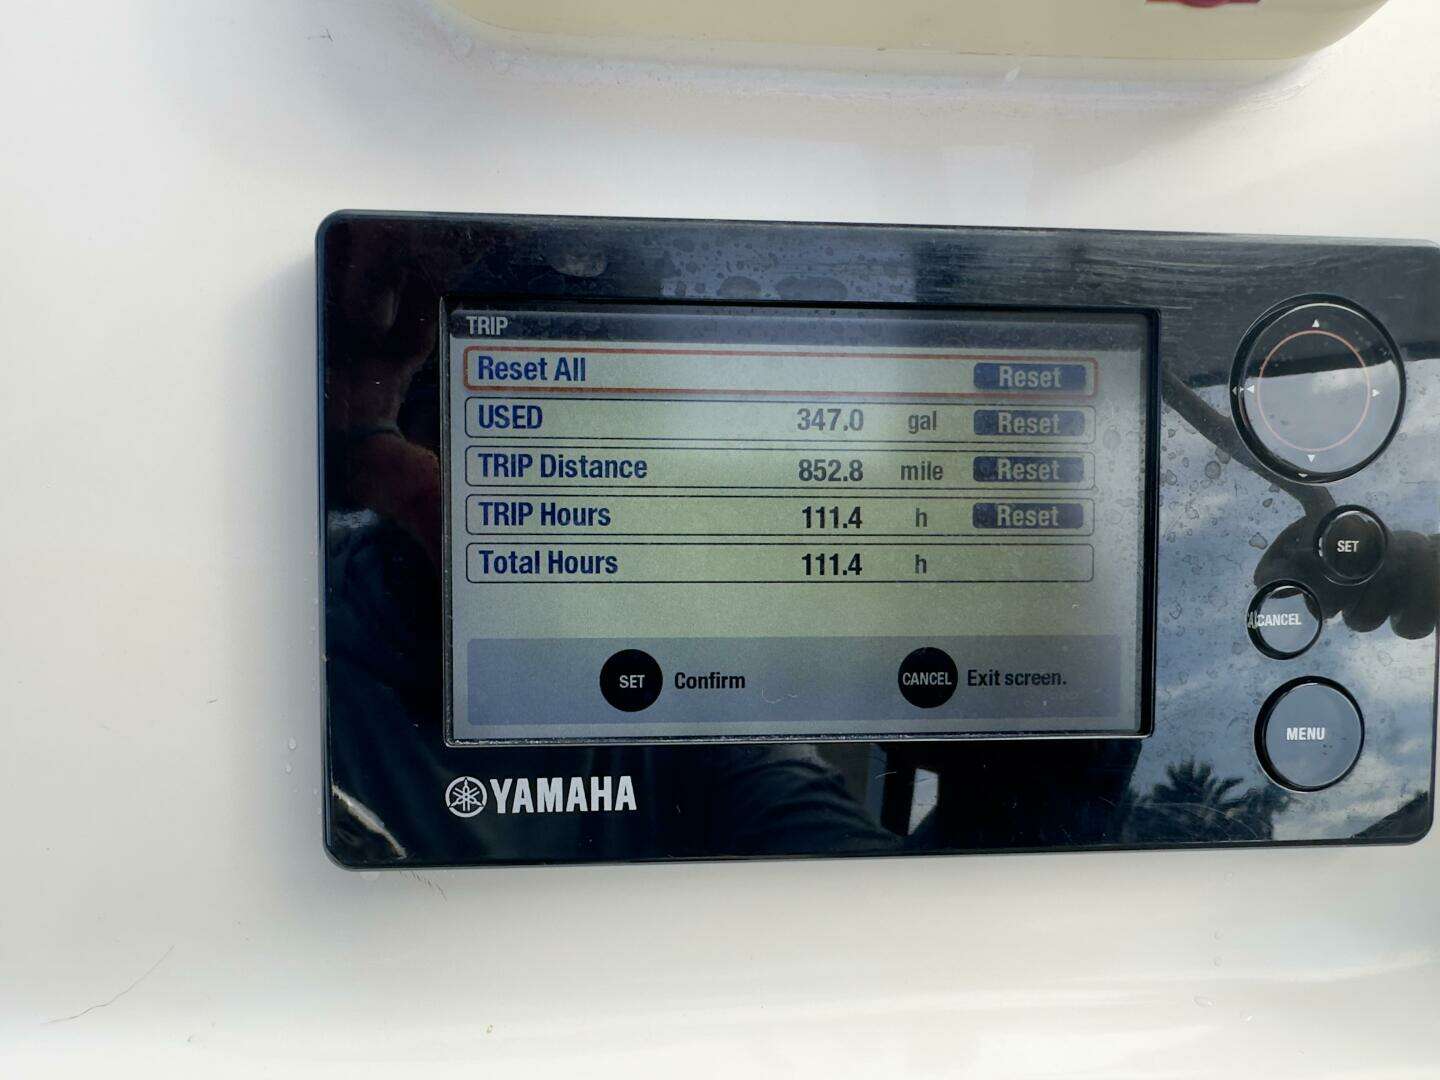 TRIP
Reset All Reset
USED 347.0 gal Reset
TRIP Distance 852.8 mile Reset
TRIP Hours 111.4 h Reset
Total Hours 111.4 h
SET Confirm CANCEL Exit screen.
YAMAHA
SET
CANCEL
MENU